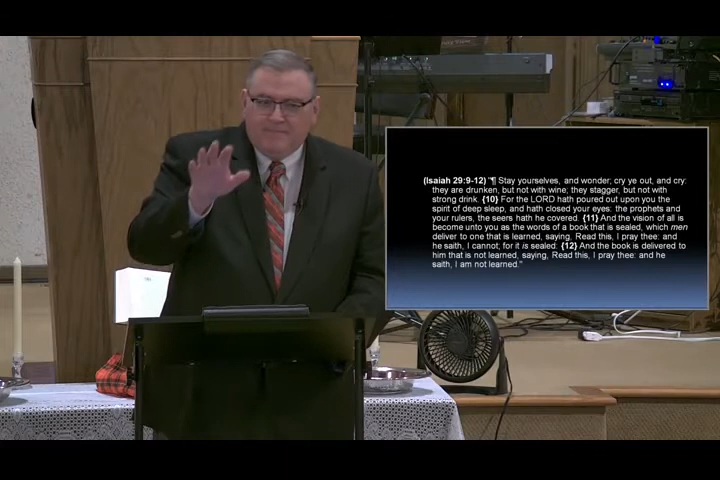 (Isaiah 29:9-12) "¶ Stay yourselves, and wonder; cry ye out, and cry:
they are drunken, but not with wine; they stagger, but not with
strong drink. {10} For the LORD hath poured out upon you the
spirit of deep sleep, and hath closed your eyes: the prophets and
your rulers, the seers hath he covered. {11} And the vision of all is
become unto you as the words of a book that is sealed, which men
deliver to one that is learned, saying, Read this, I pray thee: and
he saith, I cannot; for it is sealed: {12} And the book is delivered to
him that is not learned, saying, Read this, I pray thee: and he
saith, I am not learned."